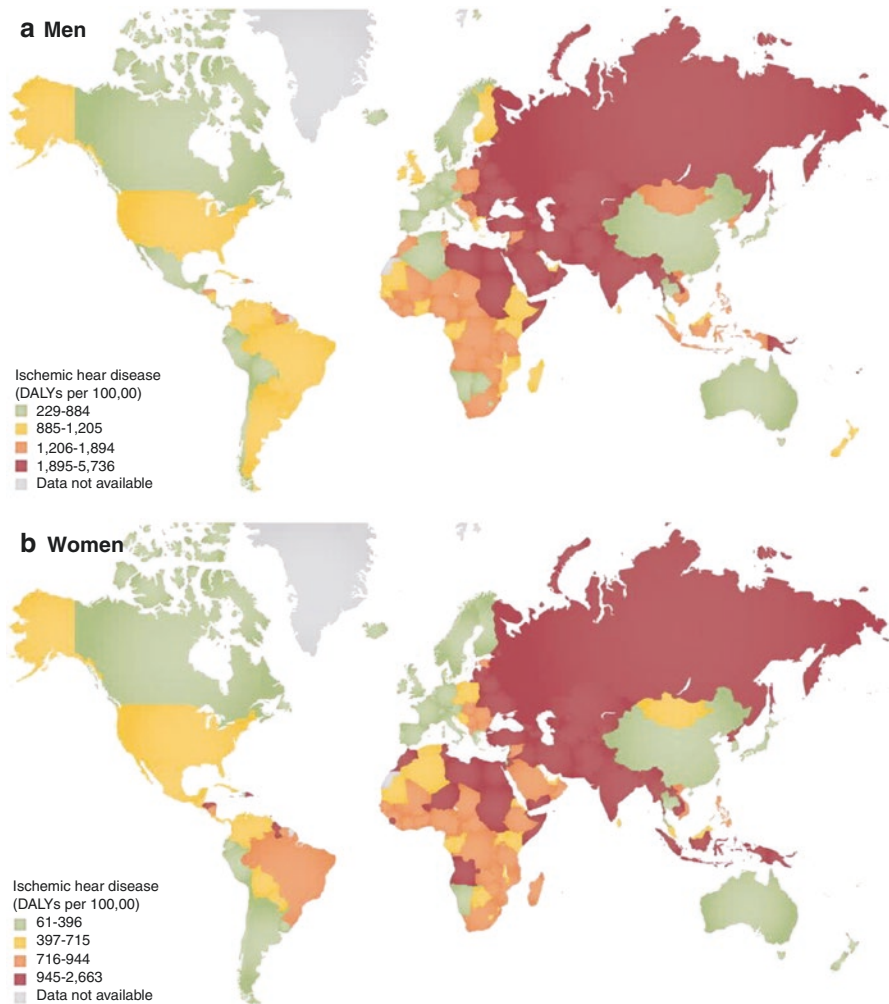 a Men
Ischemic hear disease
(DALYs per 100,00)
229-884
885-1,205
1,206-1,894
1,895-5,736
Data not available
b Women
Ischemic hear disease
(DALYs per 100,00)
61-396
397-715
716-944
945-2,663
Data not available